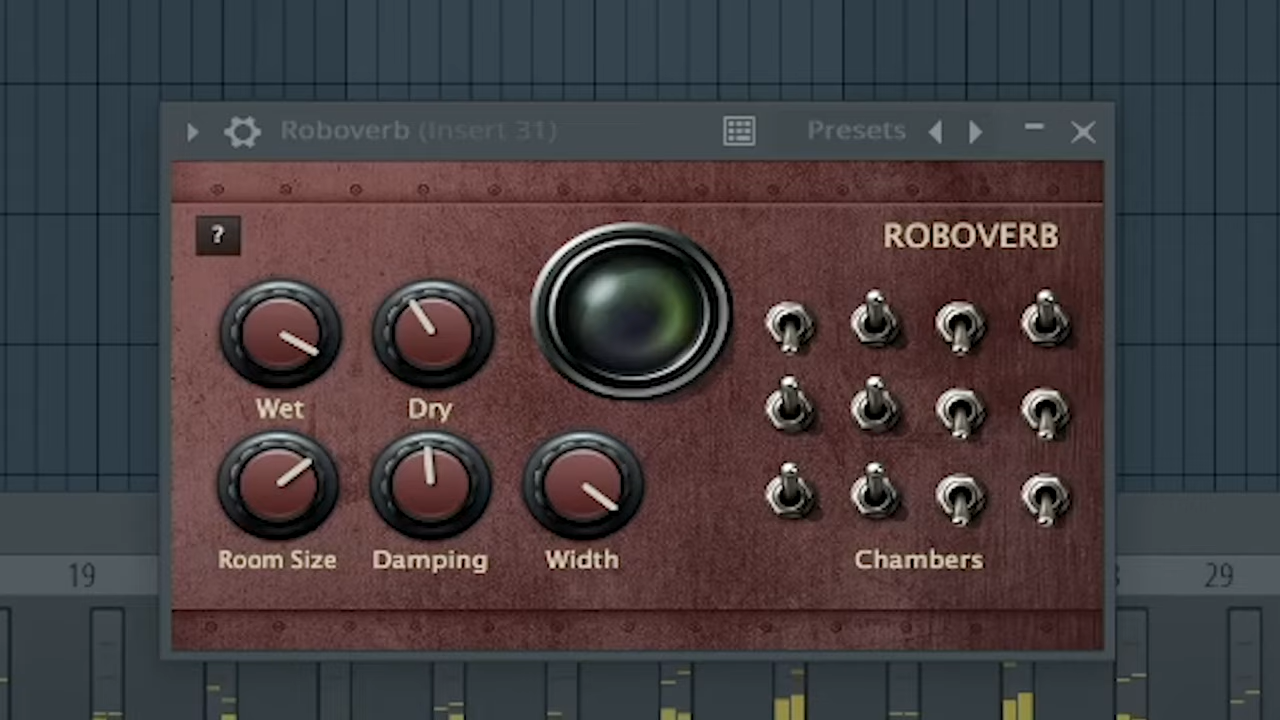 Roboverb (Insert 31)
Presets
?
ROBOVERB
Wet
Dry
Room Size
Damping
Width
Chambers
19
29